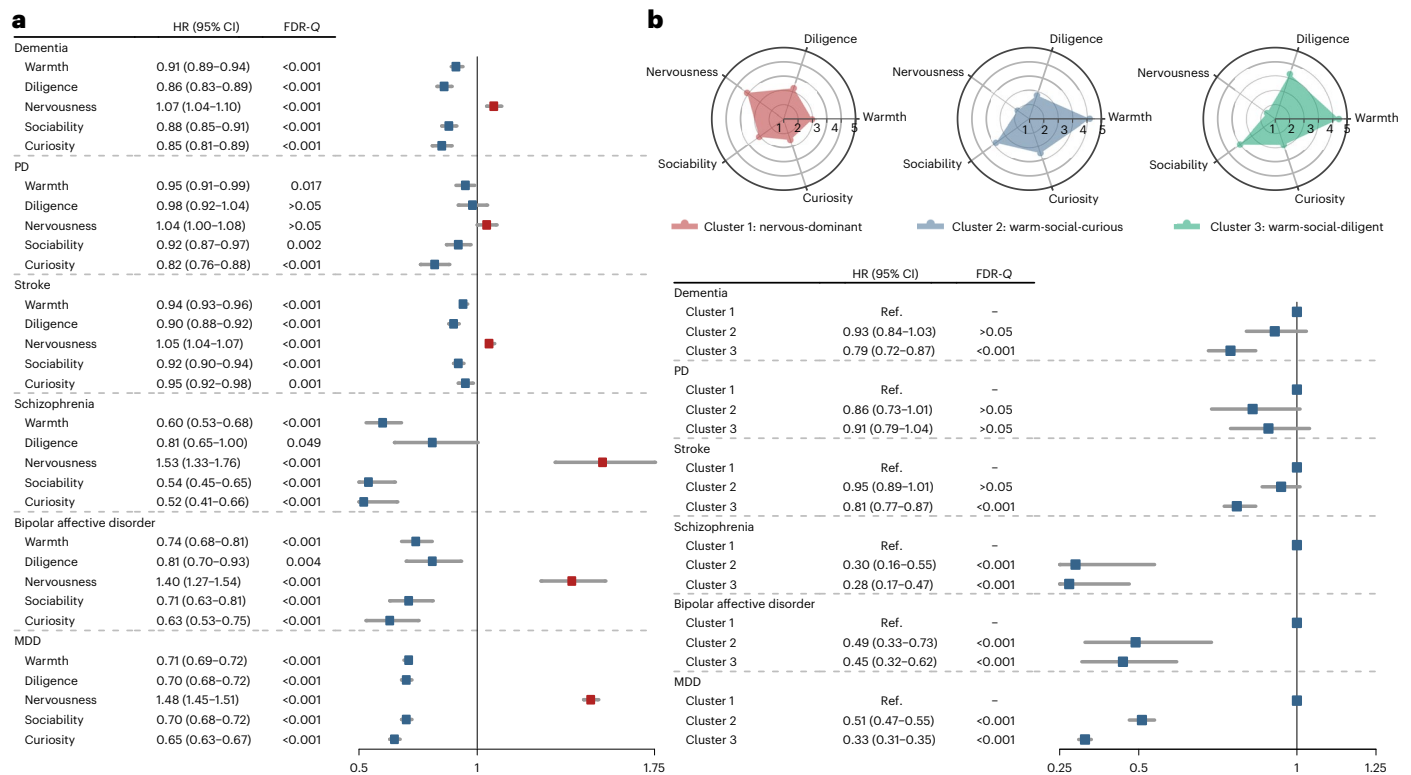 a
HR (95% CI) FDR-Q
Dementia
Warmth 0.91 (0.89–0.94) <0.001
Diligence 0.86 (0.83–0.89) <0.001
Nervousness 1.07 (1.04–1.10) <0.001
Sociability 0.88 (0.85–0.91) <0.001
Curiosity 0.85 (0.81–0.89) <0.001
PD
Warmth 0.95 (0.91–0.99) 0.017
Diligence 0.98 (0.92–1.04) >0.05
Nervousness 1.04 (1.00–1.08) >0.05
Sociability 0.92 (0.87–0.97) 0.002
Curiosity 0.82 (0.76–0.88) <0.001
Stroke
Warmth 0.94 (0.93–0.96) <0.001
Diligence 0.90 (0.88–0.92) <0.001
Nervousness 1.05 (1.04–1.07) <0.001
Sociability 0.92 (0.90–0.94) <0.001
Curiosity 0.95 (0.92–0.98) 0.001
Schizophrenia
Warmth 0.60 (0.53–0.68) <0.001
Diligence 0.81 (0.65–1.00) 0.049
Nervousness 1.53 (1.33–1.76) <0.001
Sociability 0.54 (0.45–0.65) <0.001
Curiosity 0.52 (0.41–0.66) <0.001
Bipolar affective disorder
Warmth 0.74 (0.68–0.81) <0.001
Diligence 0.81 (0.70–0.93) 0.004
Nervousness 1.40 (1.27–1.54) <0.001
Sociability 0.71 (0.63–0.81) <0.001
Curiosity 0.63 (0.53–0.75) <0.001
MDD
Warmth 0.71 (0.69–0.72) <0.001
Diligence 0.70 (0.68–0.72) <0.001
Nervousness 1.48 (1.45–1.51) <0.001
Sociability 0.70 (0.68–0.72) <0.001
Curiosity 0.65 (0.63–0.67) <0.001
0.5 1 1.75
b
Diligence Diligence Diligence
Nervousness Nervousness Nervousness
1 2 3 4 5 Warmth 1 2 3 4 5 Warmth 1 2 3 4 5 Warmth
Sociability Sociability Sociability
Curiosity Curiosity Curiosity
Cluster 1: nervous-dominant Cluster 2: warm-social-curious Cluster 3: warm-social-diligent
HR (95% CI) FDR-Q
Dementia
Cluster 1 Ref. –
Cluster 2 0.93 (0.84–1.03) >0.05
Cluster 3 0.79 (0.72–0.87) <0.001
PD
Cluster 1 Ref. –
Cluster 2 0.86 (0.73–1.01) >0.05
Cluster 3 0.91 (0.79–1.04) >0.05
Stroke
Cluster 1 Ref. –
Cluster 2 0.95 (0.89–1.01) >0.05
Cluster 3 0.81 (0.77–0.87) <0.001
Schizophrenia
Cluster 1 Ref. –
Cluster 2 0.30 (0.16–0.55) <0.001
Cluster 3 0.28 (0.17–0.47) <0.001
Bipolar affective disorder
Cluster 1 Ref. –
Cluster 2 0.49 (0.33–0.73) <0.001
Cluster 3 0.45 (0.32–0.62) <0.001
MDD
Cluster 1 Ref. –
Cluster 2 0.51 (0.47–0.55) <0.001
Cluster 3 0.33 (0.31–0.35) <0.001
0.25 0.5 1 1.25